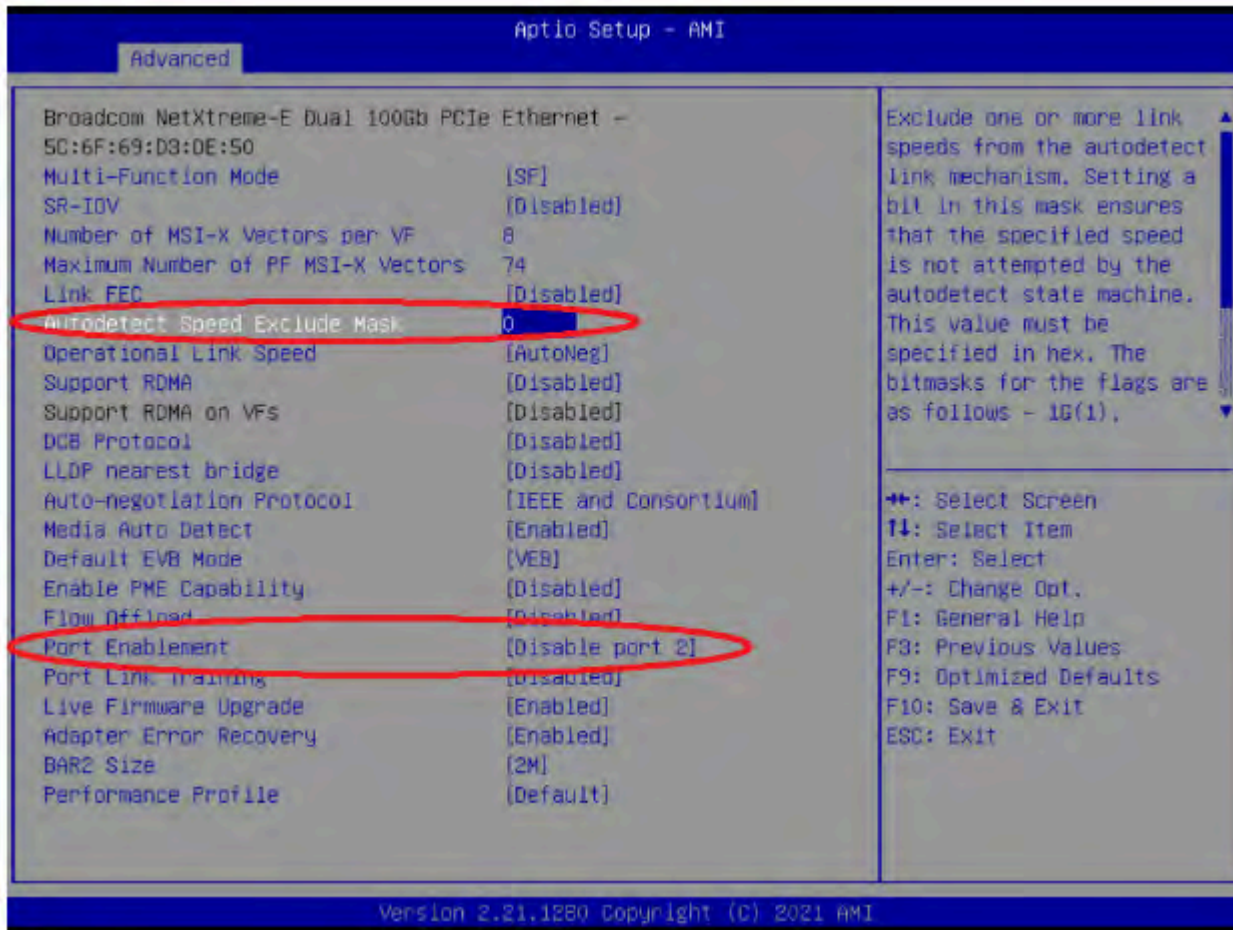 Aptio Setup - AMI
Advanced
Broadcom NetXtreme-E Dual 100Gb PCIe Ethernet -
5C:6F:69:D3:DE:50
Multi-Function Mode [SF]
SR-IOV [Disabled]
Number of MSI-X Vectors per VF 8
Maximum Number of PF MSI-X Vectors 74
Link FEC [Disabled]
Autodetect Speed Exclude Mask 0
Operational Link Speed [AutoNeg]
Support RDMA [Disabled]
Support RDMA on VFs [Disabled]
DCB Protocol [Disabled]
LLDP nearest bridge [Disabled]
Auto-negotiation Protocol [IEEE and Consortium]
Media Auto Detect [Enabled]
Default EVB Mode [VEB]
Enable PME Capability [Disabled]
Flow Offload [Disabled]
Port Enablement [Disable port 2]
Port Link Training [Disabled]
Live Firmware Upgrade [Enabled]
Adapter Error Recovery [Enabled]
BAR2 Size [2M]
Performance Profile [Default]
Exclude one or more link
speeds from the autodetect
link mechanism. Setting a
bit in this mask ensures
that the specified speed
is not attempted by the
autodetect state machine.
This value must be
specified in hex. The
bitmasks for the flags are
as follows - 1G(1),
→←: Select Screen
↑↓: Select Item
Enter: Select
+/-: Change Opt.
F1: General Help
F3: Previous Values
F9: Optimized Defaults
F10: Save & Exit
ESC: Exit
Version 2.21.1280 Copyright (C) 2021 AMI